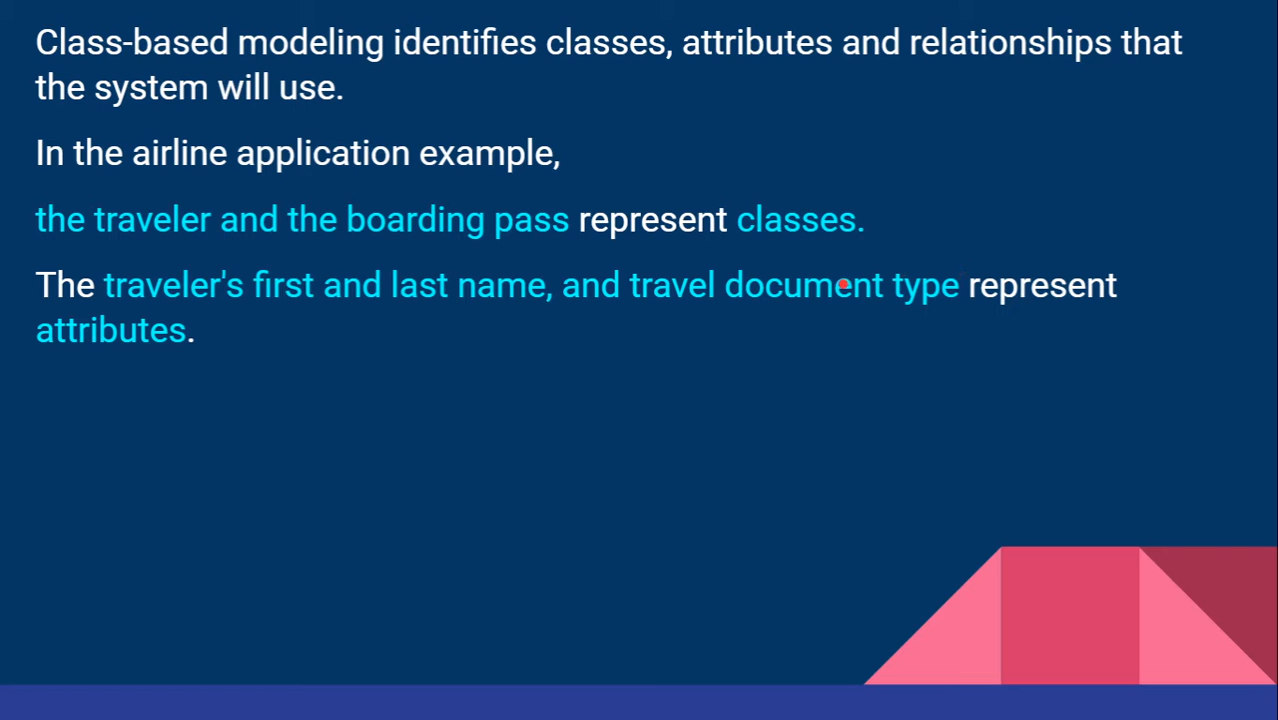 Class-based modeling identifies classes, attributes and relationships that
the system will use.
In the airline application example,
the traveler and the boarding pass represent classes.
The traveler's first and last name, and travel document type represent
attributes.